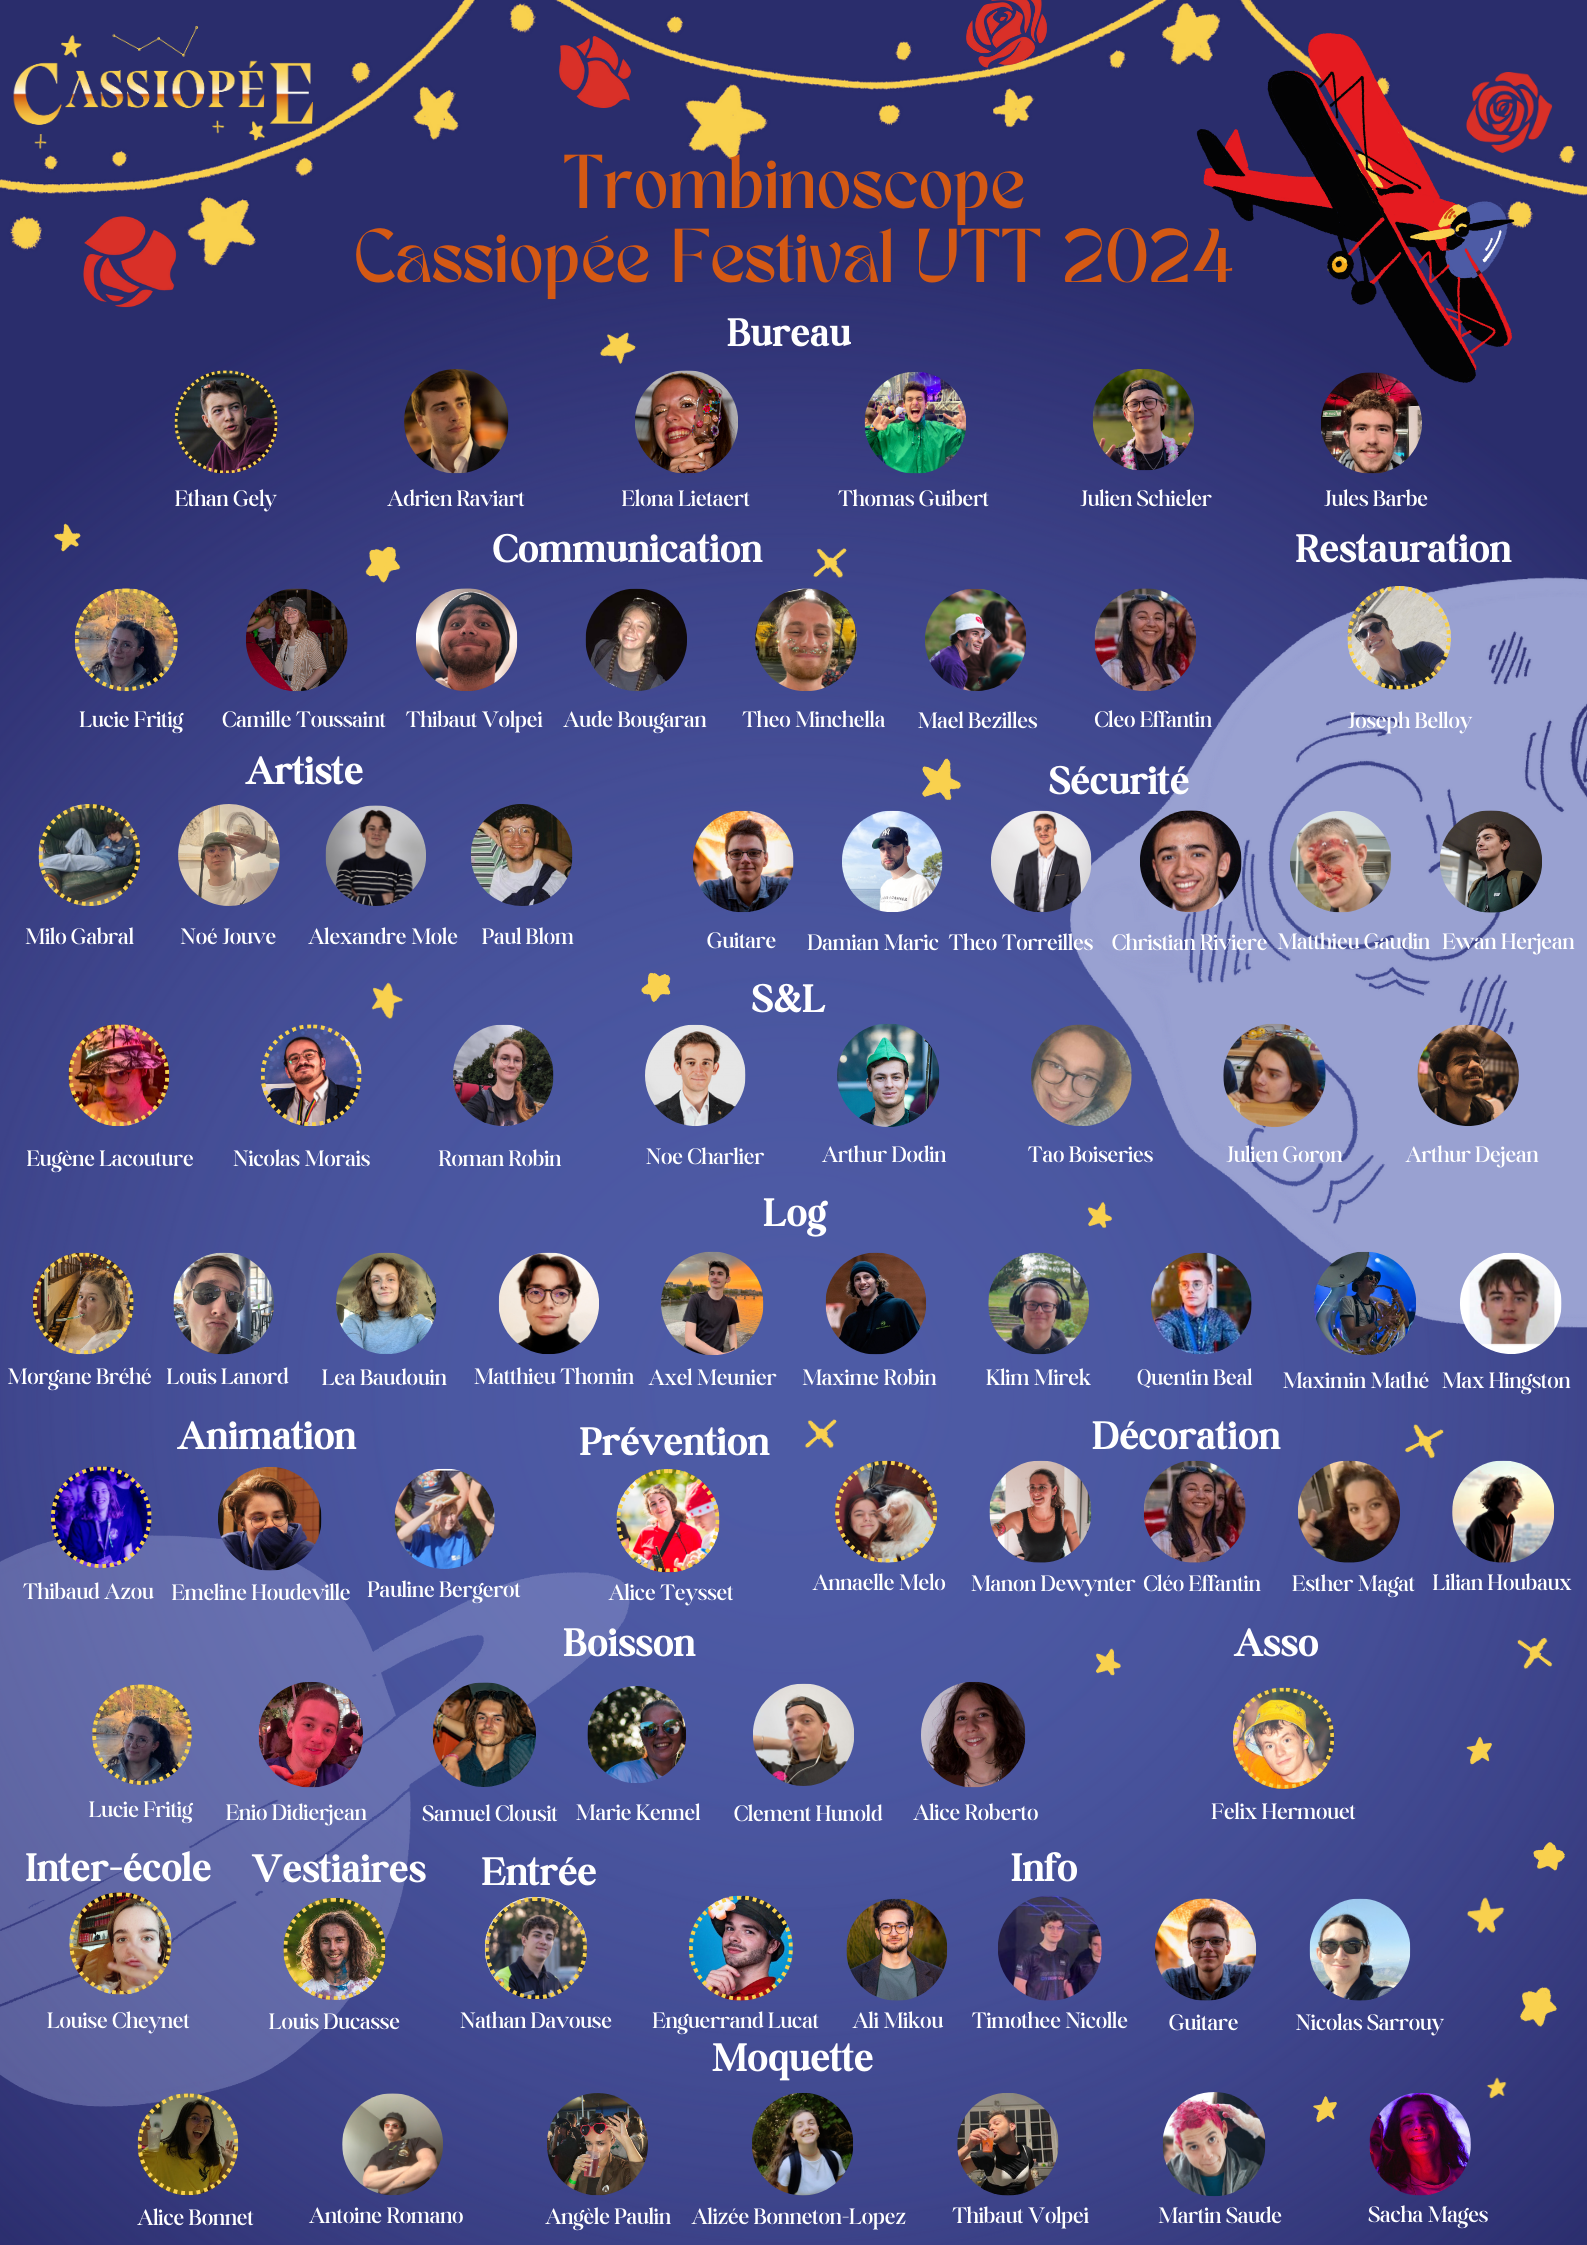 CASSIOPÉE
Trombinoscope
Cassiopée Festival UTT 2024
Bureau
Ethan Gely Adrien Raviart Elona Lietaert Thomas Guibert Julien Schieler Jules Barbe
Communication Restauration
Lucie Fritig Camille Toussaint Thibaut Volpei Aude Bougaran Theo Minchella Mael Bezilles Cleo Effantin Joseph Belloy
Artiste Sécurité
Milo Gabral Noé Jouve Alexandre Mole Paul Blom Guitare Damian Maric Theo Torreilles Christian Riviere Matthieu Gaudin Ewan Herjean
S&L
Eugène Lacouture Nicolas Morais Roman Robin Noe Charlier Arthur Dodin Tao Boiseries Julien Goron Arthur Dejean
Log
Morgane Bréhé Louis Lanord Lea Baudouin Matthieu Thomin Axel Meunier Maxime Robin Klim Mirek Quentin Beal Maximin Mathé Max Hingston
Animation Prévention Décoration
Thibaud Azou Emeline Houdeville Pauline Bergerot Alice Teysset Annaelle Melo Manon Dewynter Cléo Effantin Esther Magat Lilian Houbaux
Boisson Asso
Lucie Fritig Enio Didierjean Samuel Clousit Marie Kennel Clement Hunold Alice Roberto Felix Hermouet
Inter-école Vestiaires Entrée Info
Louise Cheynet Louis Ducasse Nathan Davouse Enguerrand Lucat Ali Mikou Timothee Nicolle Guitare Nicolas Sarrouy
Moquette
Alice Bonnet Antoine Romano Angèle Paulin Alizée Bonneton-Lopez Thibaut Volpei Martin Saude Sacha Mages